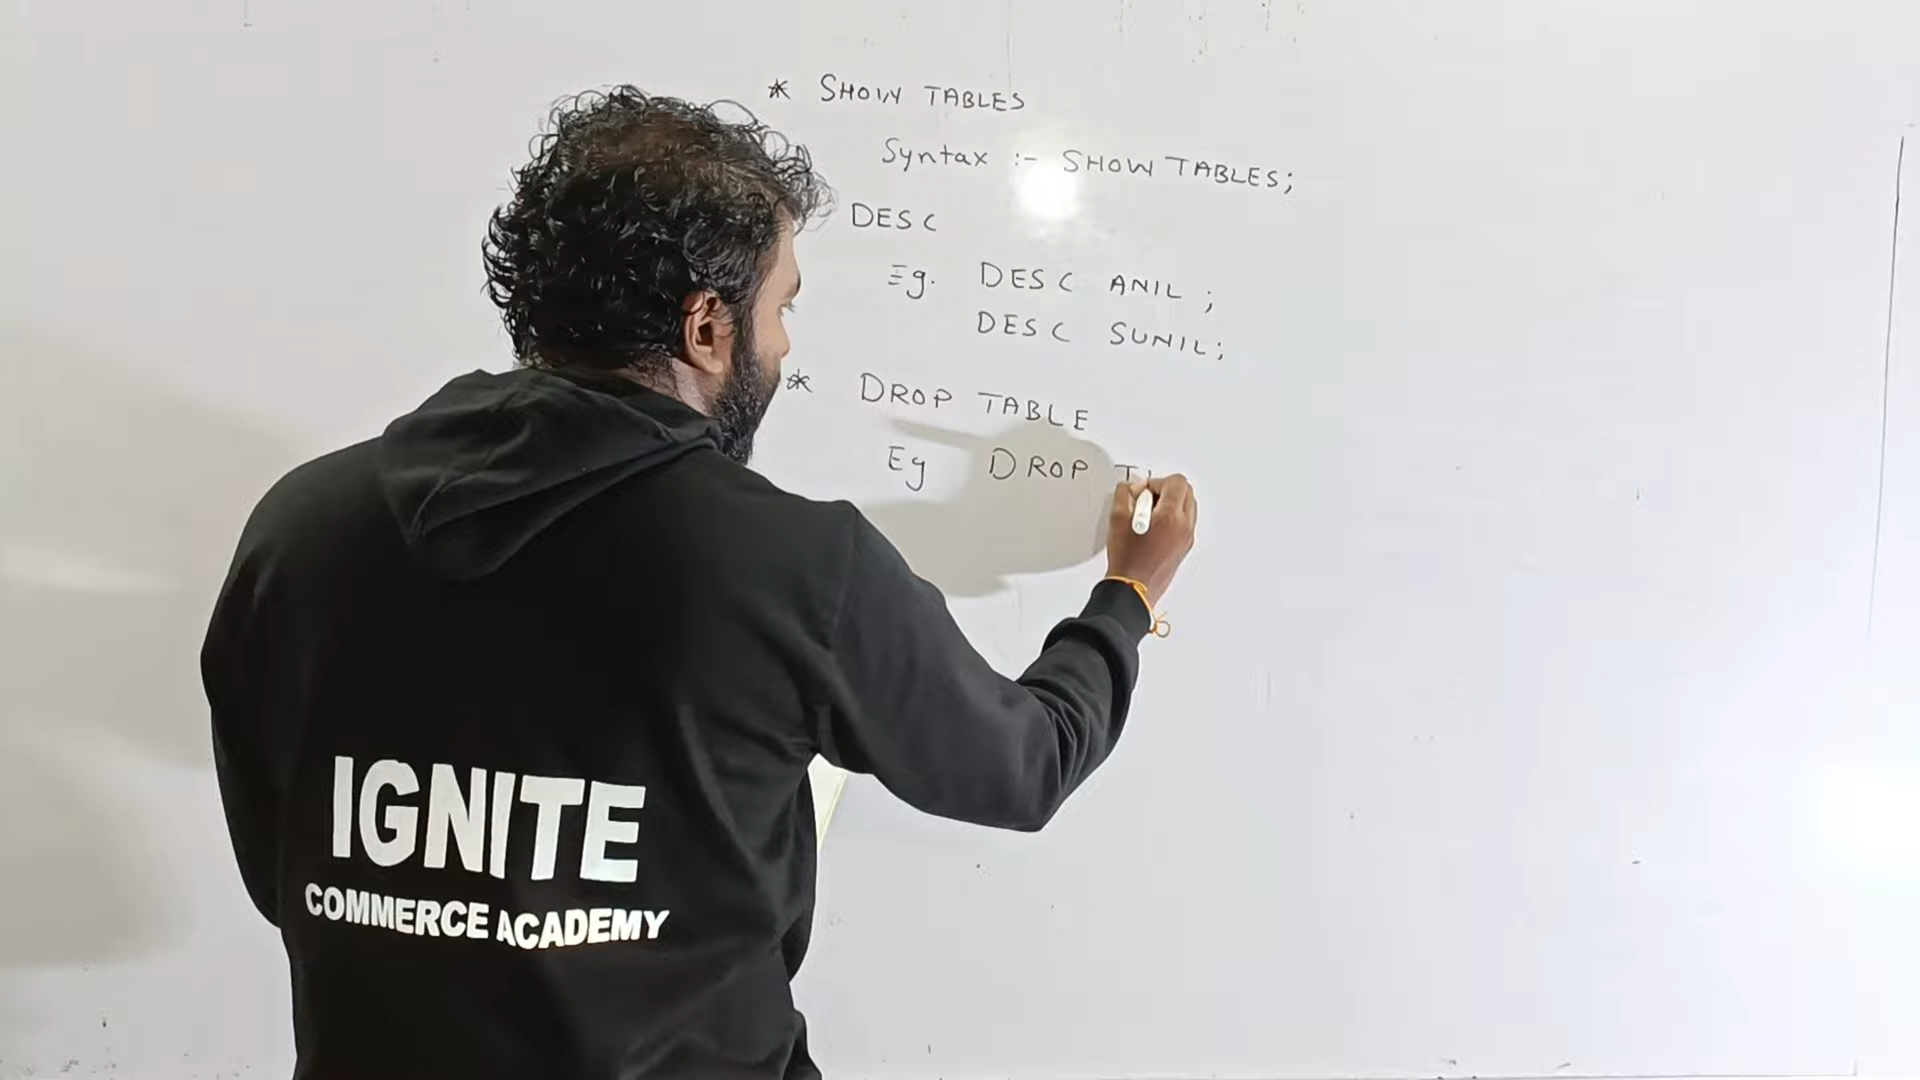 * SHOW TABLES
Syntax :- SHOW TABLES;
DESC
Eg. DESC ANIL ;
DESC SUNIL;
* DROP TABLE
Eg DROP
IGNITE
COMMERCE ACADEMY